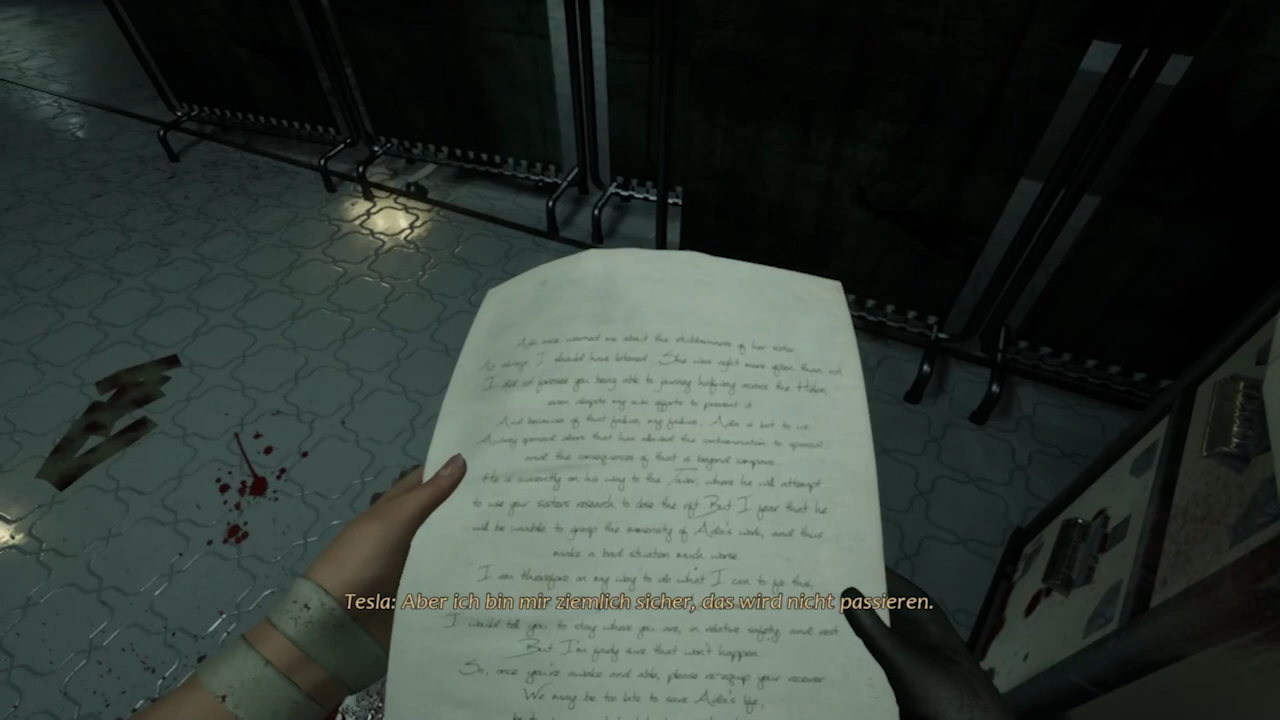 Ada once warned me about the stubbornness of her sister.
As always, I should have listened. She was right more often than not.
I did not foresee you being able to journey halfway across the Helios,
even despite my own efforts to prevent it.
And because of that failure, my failure, Ada is lost to us.
Aubrey opened doors that has allowed the contamination to spread,
and the consequences of that is beyond compare.
He is currently on his way to the Tower, where he will attempt
to use your sisters research to close the rift. But I fear that he
will be unable to grasp the immensity of Ada's work, and thus
make a bad situation much worse.
I am therefore on my way to do what I can to fix this.
Tesla: Aber ich bin mir ziemlich sicher, das wird nicht passieren.
I would tell you to stay where you are, in relative safety, and rest.
But I'm fairly sure that won't happen.
So, once you're awake and able, please re-equip your receiver.
We may be too late to save Ada's life,